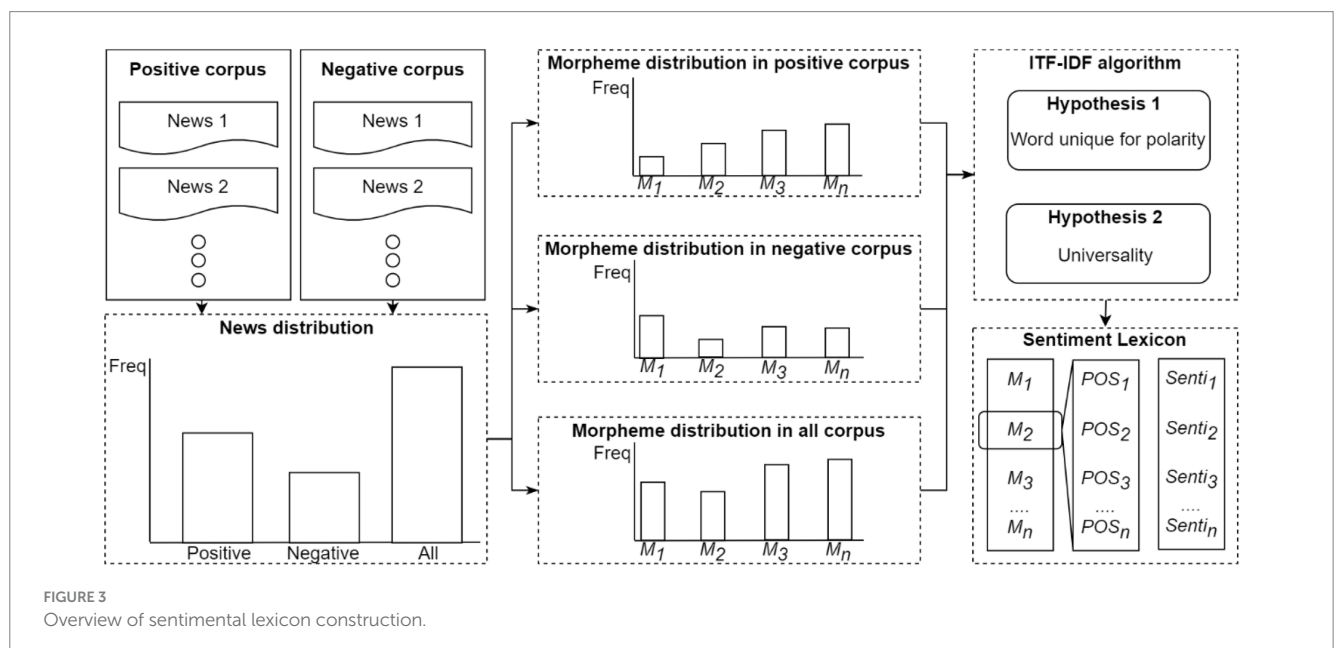 Positive corpus
News 1
News 2
Negative corpus
News 1
News 2
News distribution
Freq
Positive Negative All
Morpheme distribution in positive corpus
Freq
M1 M2 M3 Mn
Morpheme distribution in negative corpus
Freq
M1 M2 M3 Mn
Morpheme distribution in all corpus
Freq
M1 M2 M3 Mn
ITF-IDF algorithm
Hypothesis 1
Word unique for polarity
Hypothesis 2
Universality
Sentiment Lexicon
M1 POS1 Senti1
M2 POS2 Senti2
M3 POS3 Senti3
.... .... ....
Mn POSn Sentin
FIGURE 3
Overview of sentimental lexicon construction.